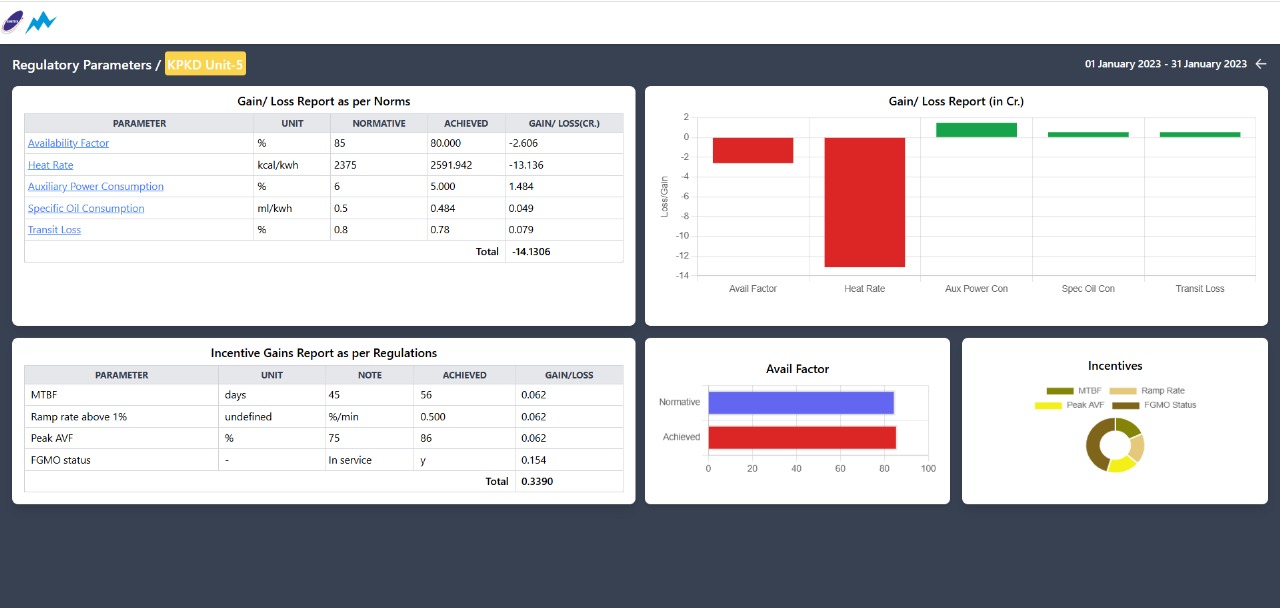 Regulatory Parameters / KPKD Unit-5
01 January 2023 - 31 January 2023
Gain/ Loss Report as per Norms
PARAMETER UNIT NORMATIVE ACHIEVED GAIN/ LOSS(CR.)
Availability Factor % 85 80.000 -2.606
Heat Rate kcal/kwh 2375 2591.942 -13.136
Auxiliary Power Consumption % 6 5.000 1.484
Specific Oil Consumption ml/kwh 0.5 0.484 0.049
Transit Loss % 0.8 0.78 0.079
Total -14.1306
Gain/ Loss Report (in Cr.)
Loss/Gain
2
0
-2
-4
-6
-8
-10
-12
-14
Avail Factor Heat Rate Aux Power Con Spec Oil Con Transit Loss
Incentive Gains Report as per Regulations
PARAMETER UNIT NOTE ACHIEVED GAIN/LOSS
MTBF days 45 56 0.062
Ramp rate above 1% undefined %/min 0.500 0.062
Peak AVF % 75 86 0.062
FGMO status - In service y 0.154
Total 0.3390
Avail Factor
Normative
Achieved
0 20 40 60 80 100
Incentives
MTBF Ramp Rate
Peak AVF FGMO Status